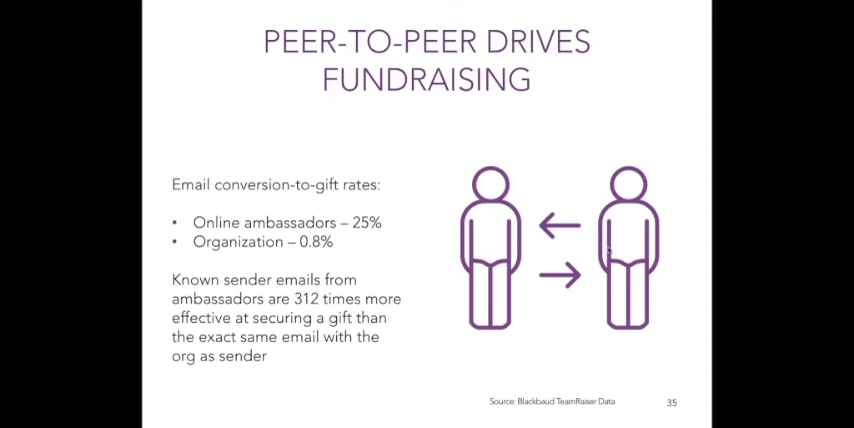 PEER-TO-PEER DRIVES
FUNDRAISING
Email conversion-to-gift rates:
• Online ambassadors – 25%
• Organization – 0.8%
Known sender emails from
ambassadors are 312 times more
effective at securing a gift than
the exact same email with the
org as sender
Source: Blackbaud TeamRaiser Data
35